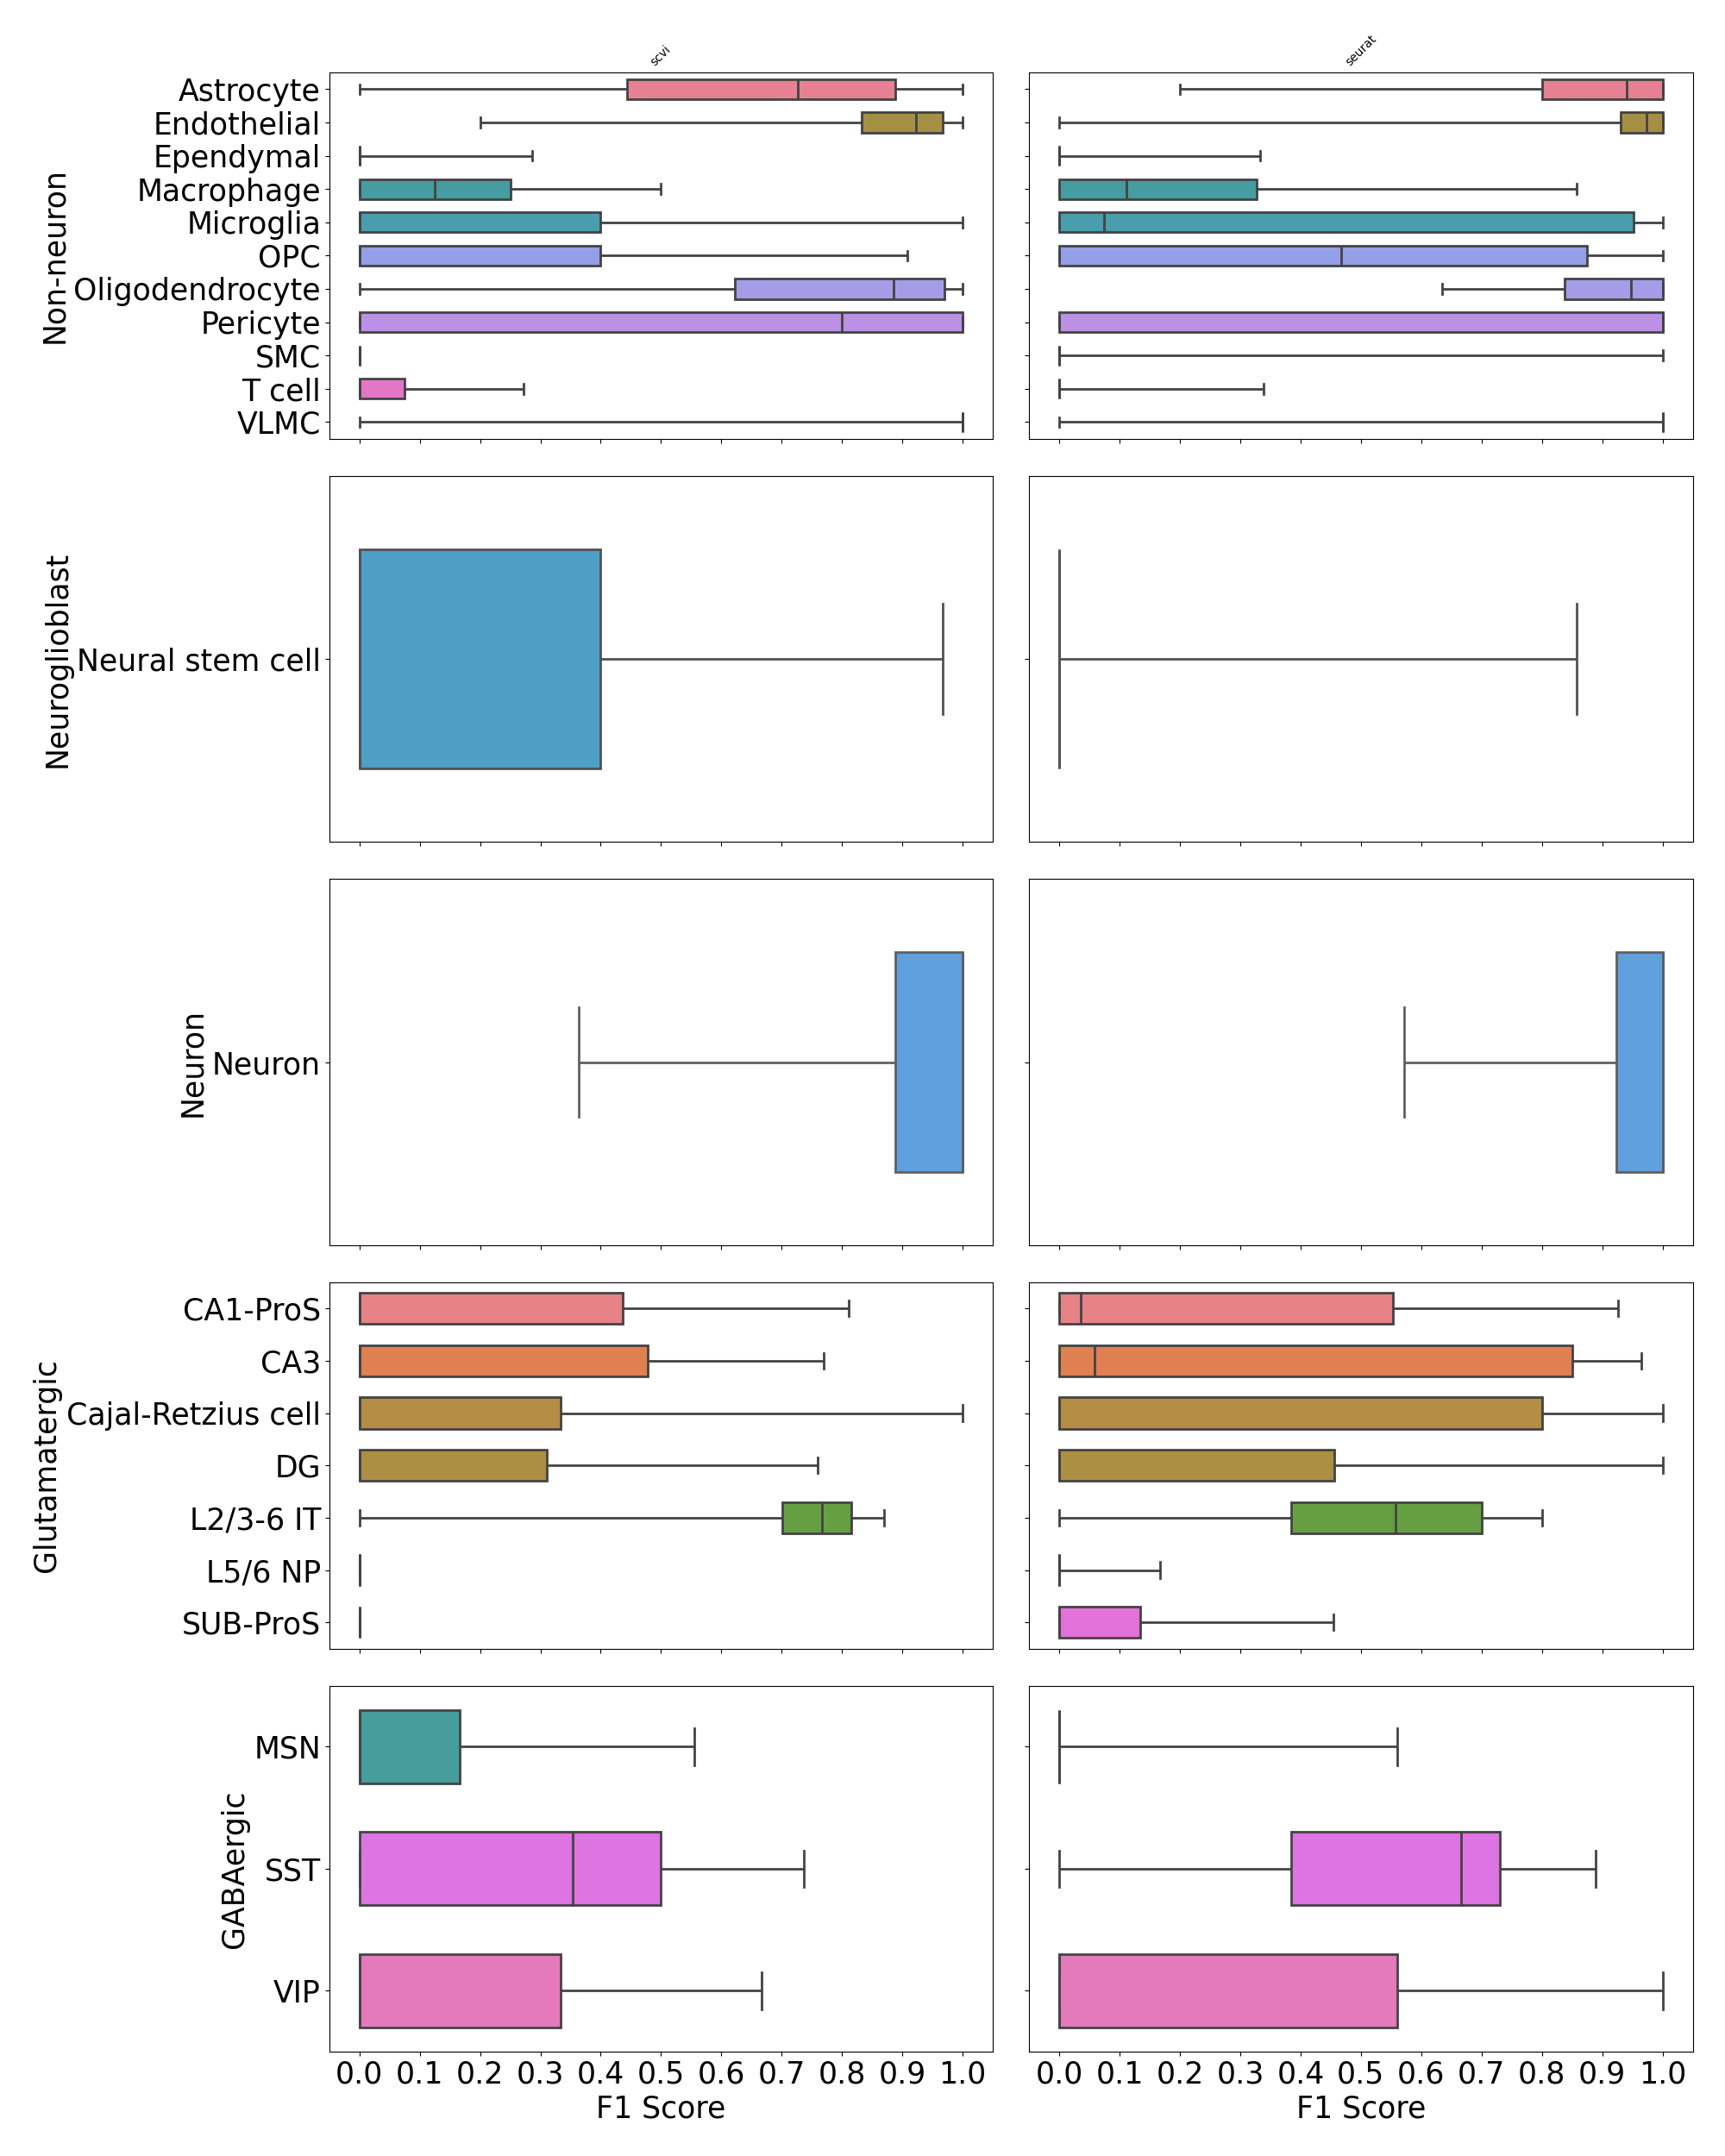 scvi
seurat
Non-neuron
Astrocyte
Endothelial
Ependymal
Macrophage
Microglia
OPC
Oligodendrocyte
Pericyte
SMC
T cell
VLMC
Neuroglioblast
Neural stem cell
Neuron
Neuron
Glutamatergic
CA1-ProS
CA3
Cajal-Retzius cell
DG
L2/3-6 IT
L5/6 NP
SUB-ProS
GABAergic
MSN
SST
VIP
0.0 0.1 0.2 0.3 0.4 0.5 0.6 0.7 0.8 0.9 1.0
F1 Score
0.0 0.1 0.2 0.3 0.4 0.5 0.6 0.7 0.8 0.9 1.0
F1 Score